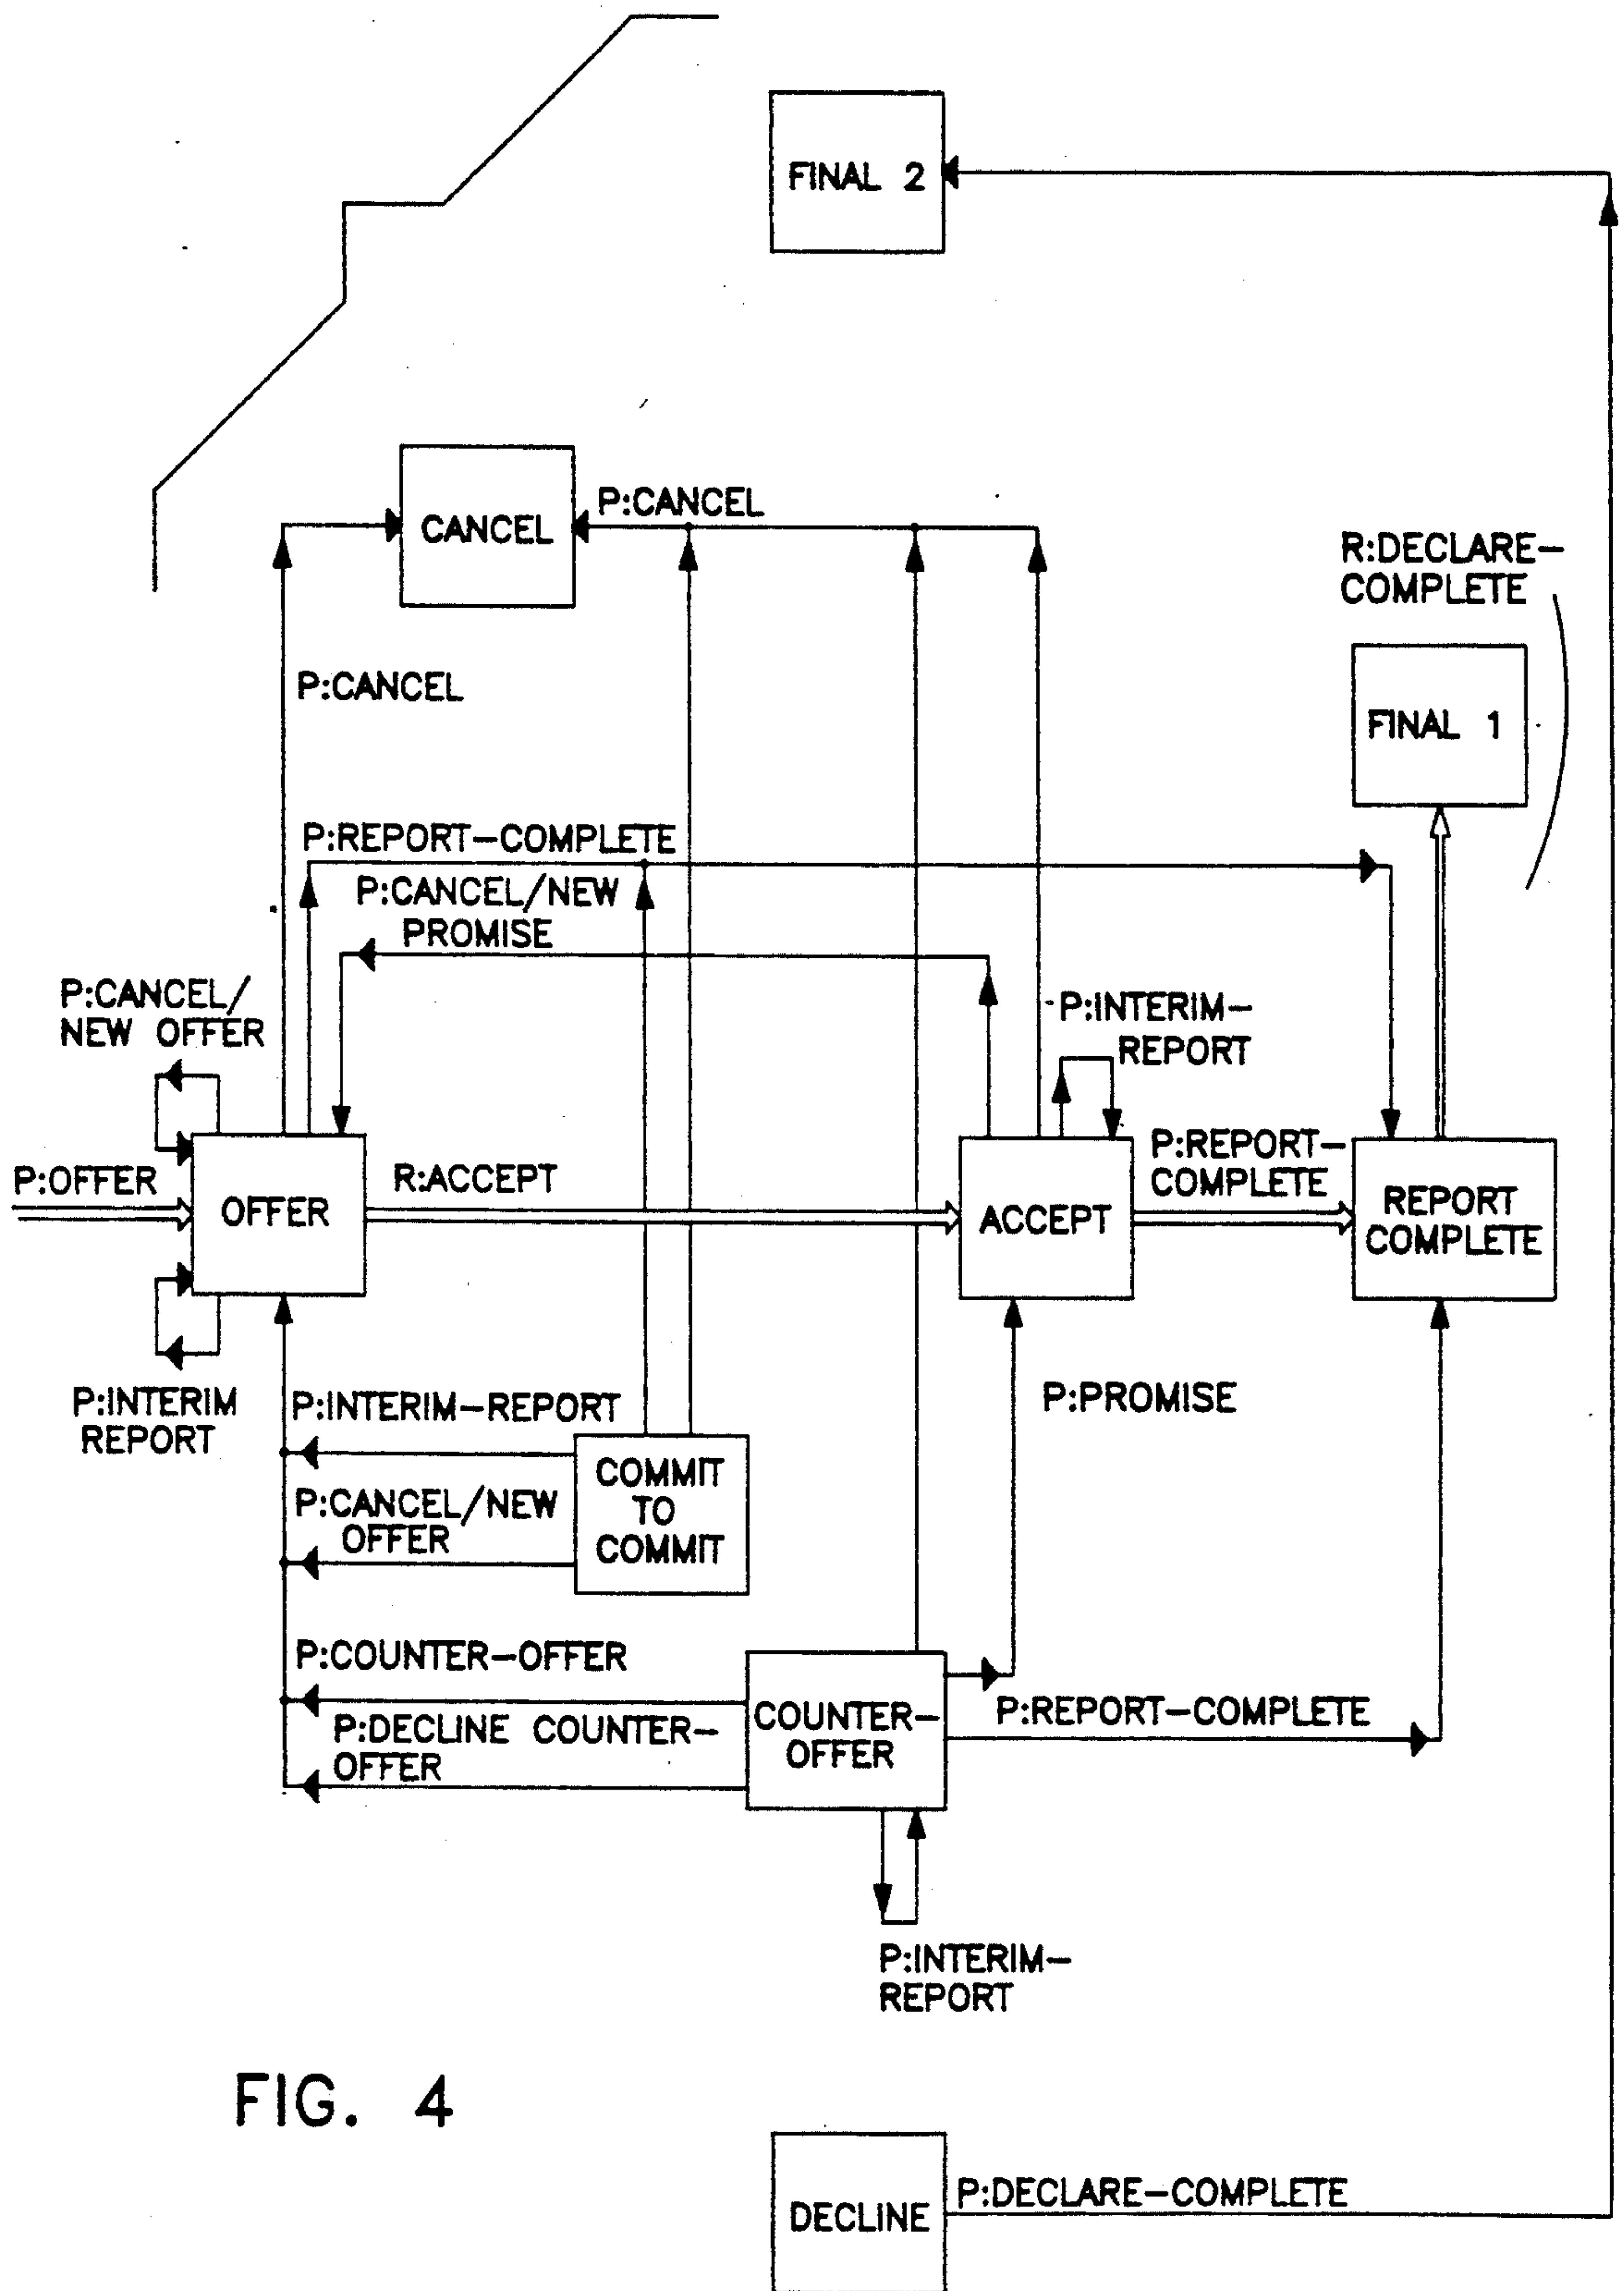 FINAL 2
P:CANCEL
CANCEL
R:DECLARE-
COMPLETE
P:CANCEL
FINAL 1
P:REPORT-COMPLETE
P:CANCEL/NEW
PROMISE
P:CANCEL/
NEW OFFER
P:INTERIM-
REPORT
P:OFFER
OFFER
R:ACCEPT
ACCEPT
P:REPORT-
COMPLETE
REPORT
COMPLETE
P:INTERIM
REPORT
P:INTERIM-REPORT
P:PROMISE
COMMIT
TO
COMMIT
P:CANCEL/NEW
OFFER
P:COUNTER-OFFER
P:DECLINE COUNTER-
OFFER
COUNTER-
OFFER
P:REPORT-COMPLETE
P:INTERIM-
REPORT
FIG. 4
DECLINE
P:DECLARE-COMPLETE